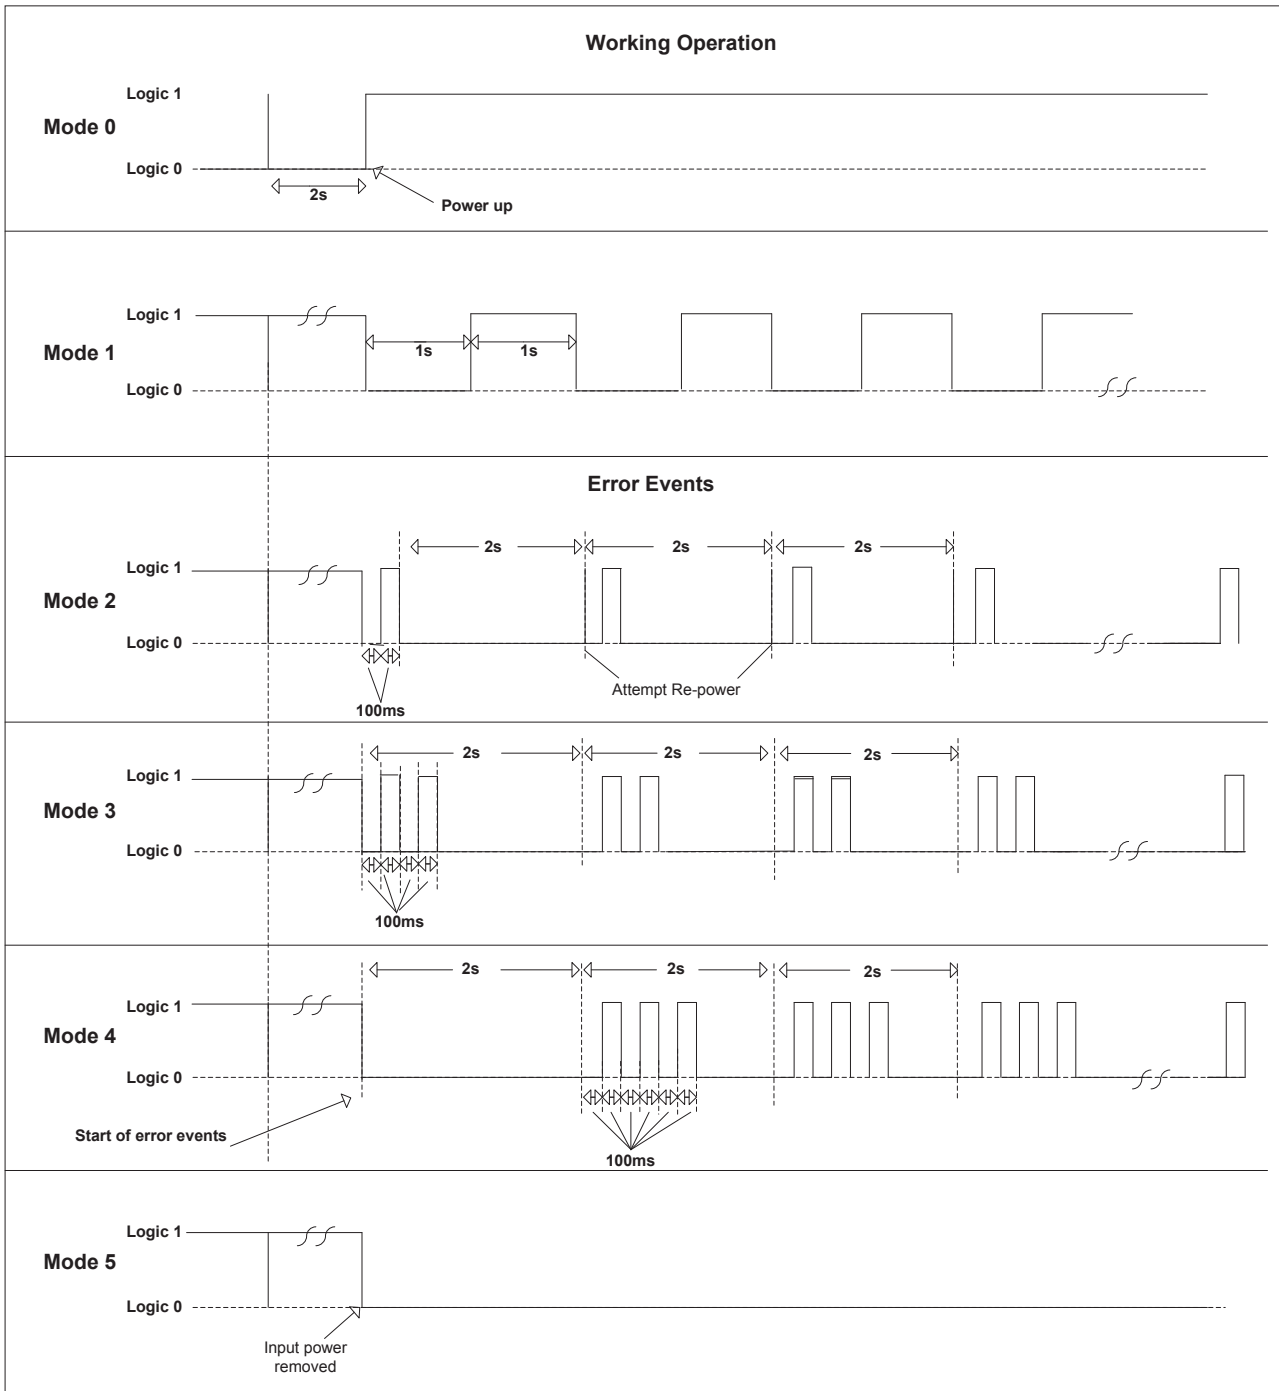 Working Operation
Logic 1
Mode 0
Logic 0
2s
Power up
Logic 1
Mode 1
1s
1s
Logic 0
Error Events
2s
2s
2s
Logic 1
Mode 2
Logic 0
Attempt Re-power
100ms
2s
2s
2s
Logic 1
Mode 3
Logic 0
100ms
2s
2s
2s
Logic 1
Mode 4
Logic 0
Start of error events
100ms
Logic 1
Mode 5
Logic 0
Input power
removed